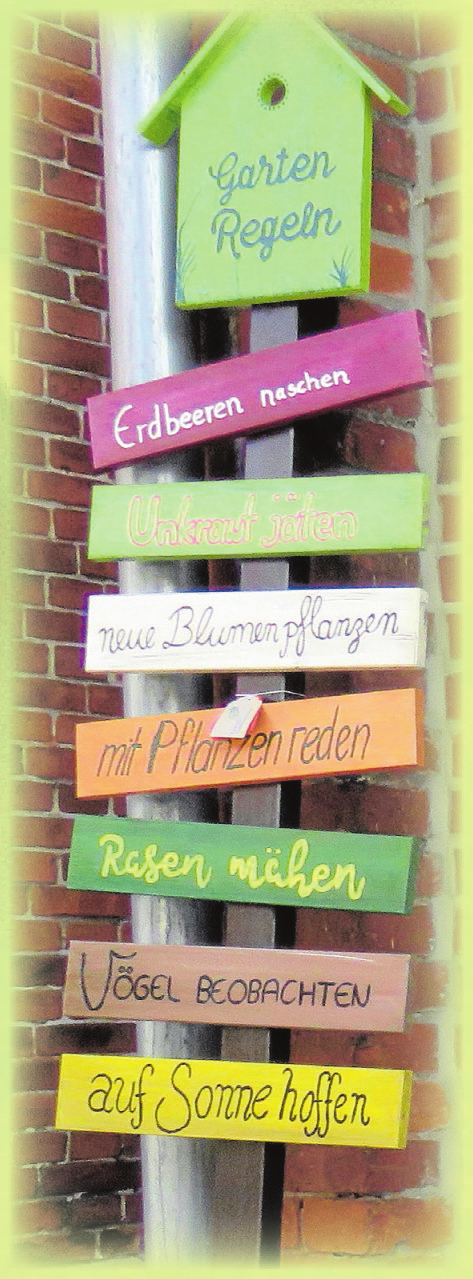 Garten
Regeln
Erdbeeren naschen
Unkraut jäten
neue Blumen pflanzen
mit Pflanzen reden
Rasen mähen
VÖGEL BEOBACHTEN
auf Sonne hoffen